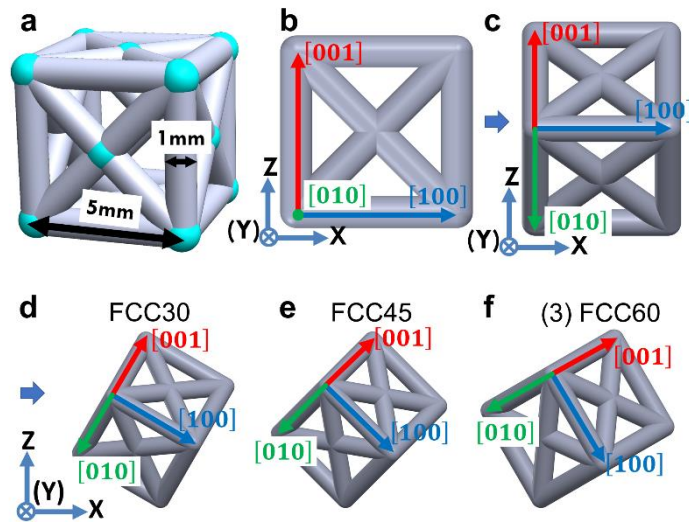 a
1mm
5mm
b
[001]
[010]
[100]
Z
(Y)
X
c
[001]
[100]
[010]
Z
(Y)
X
d
FCC30
[001]
[100]
[010]
Z
(Y)
X
e
FCC45
[001]
[100]
[010]
f
(3) FCC60
[001]
[010]
[100]